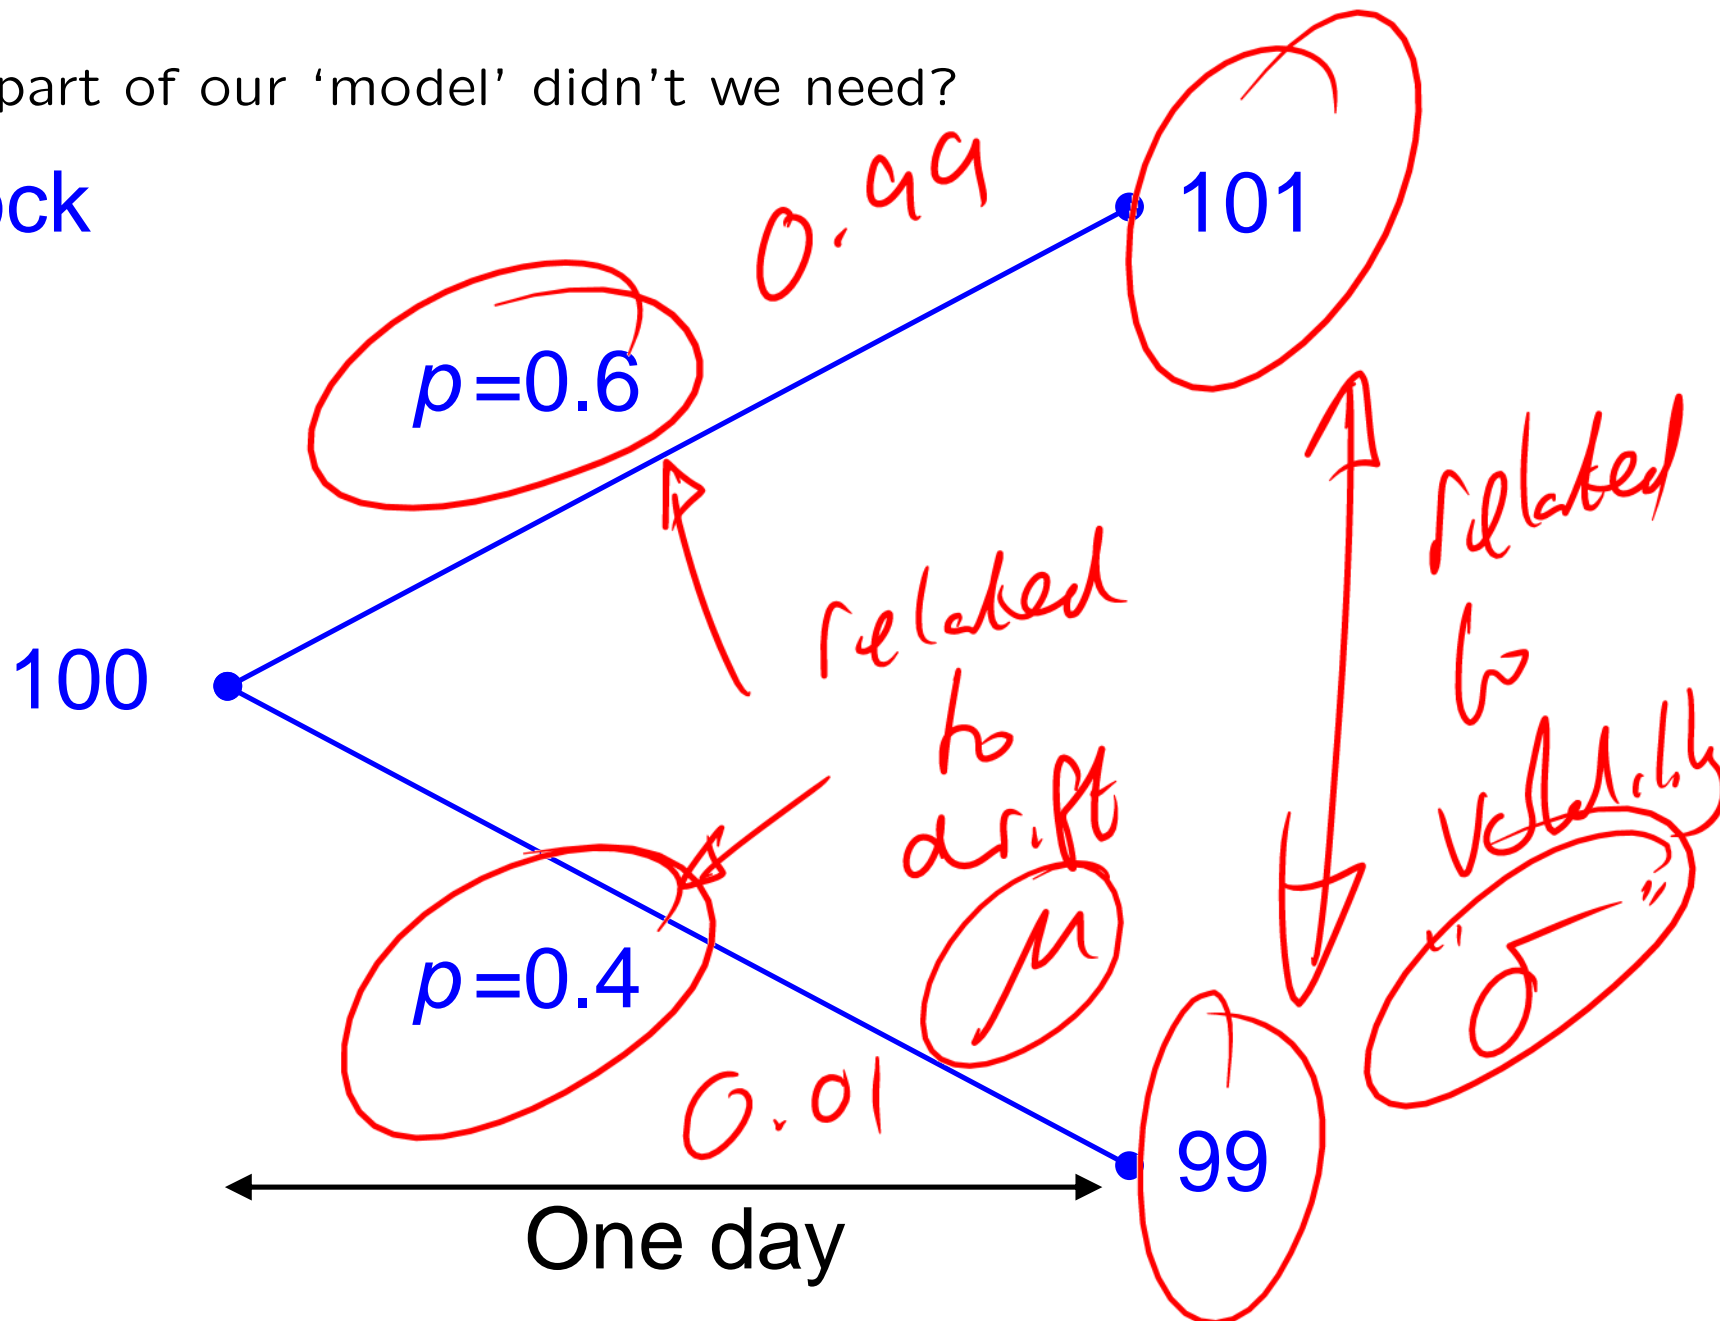 part of our ‘model’ didn’t we need?
ock
0.99
101
p=0.6
related
to
drift
μ
related
to
volatility
"σ"
100
p=0.4
0.01
99
One day